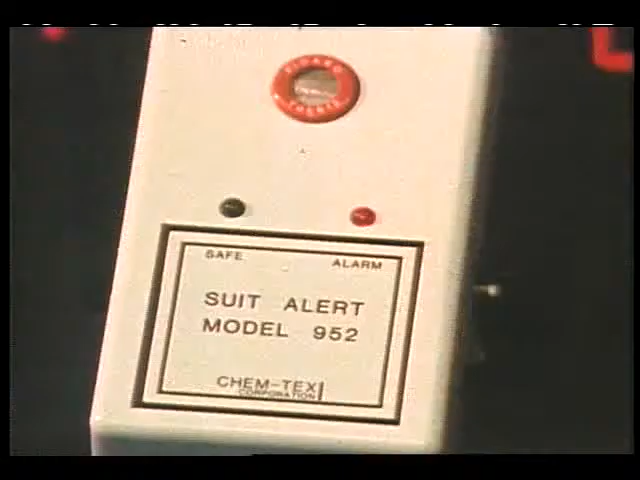 SAFE
ALARM
SUIT ALERT
MODEL 952
CHEM-TEX
CORPORATION